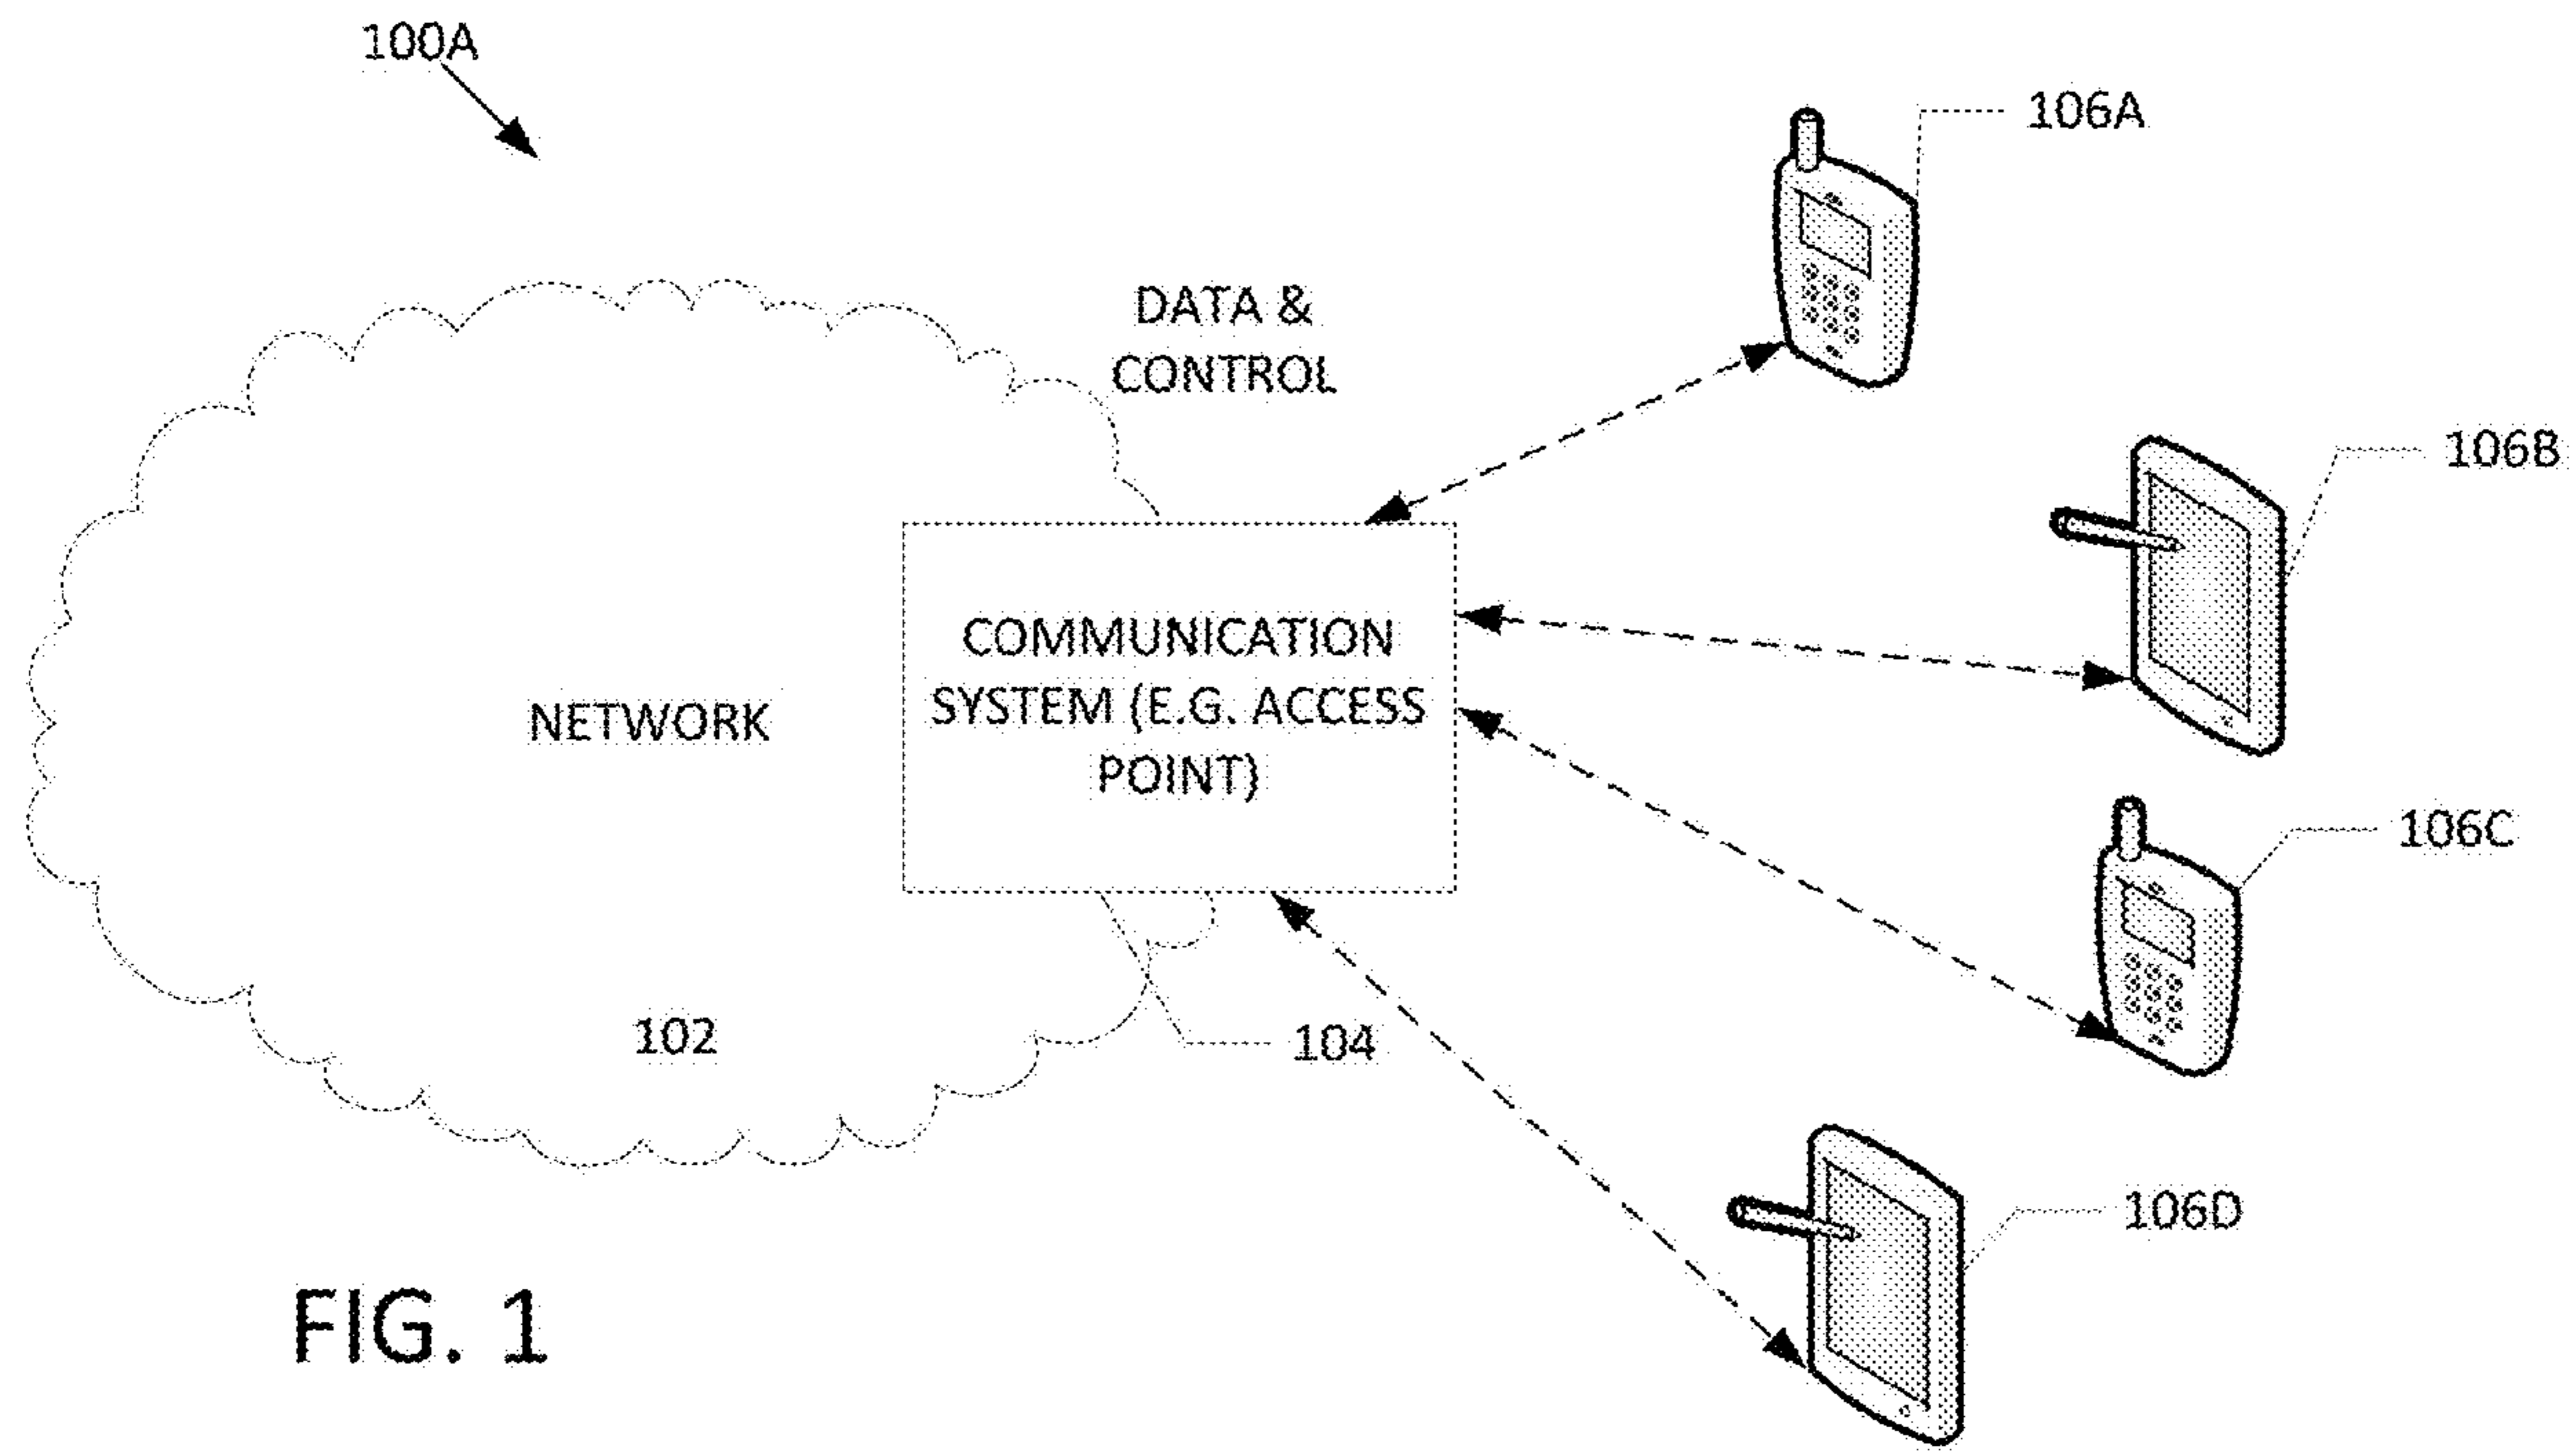 100A
106A
DATA &
CONTROL
106B
COMMUNICATION
SYSTEM (E.G. ACCESS
POINT)
NETWORK
106C
102
104
106D
FIG. 1